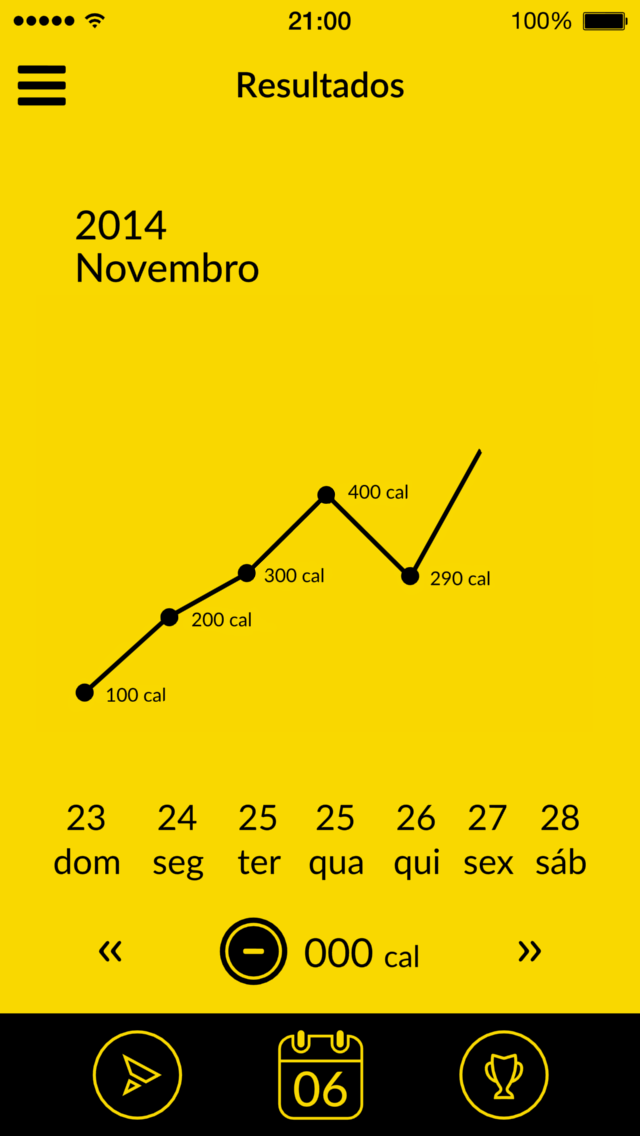 21:00 100%
Resultados
2014
Novembro
400 cal
300 cal
290 cal
200 cal
100 cal
23 24 25 25 26 27 28
dom seg ter qua qui sex sáb
« 000 cal »
06